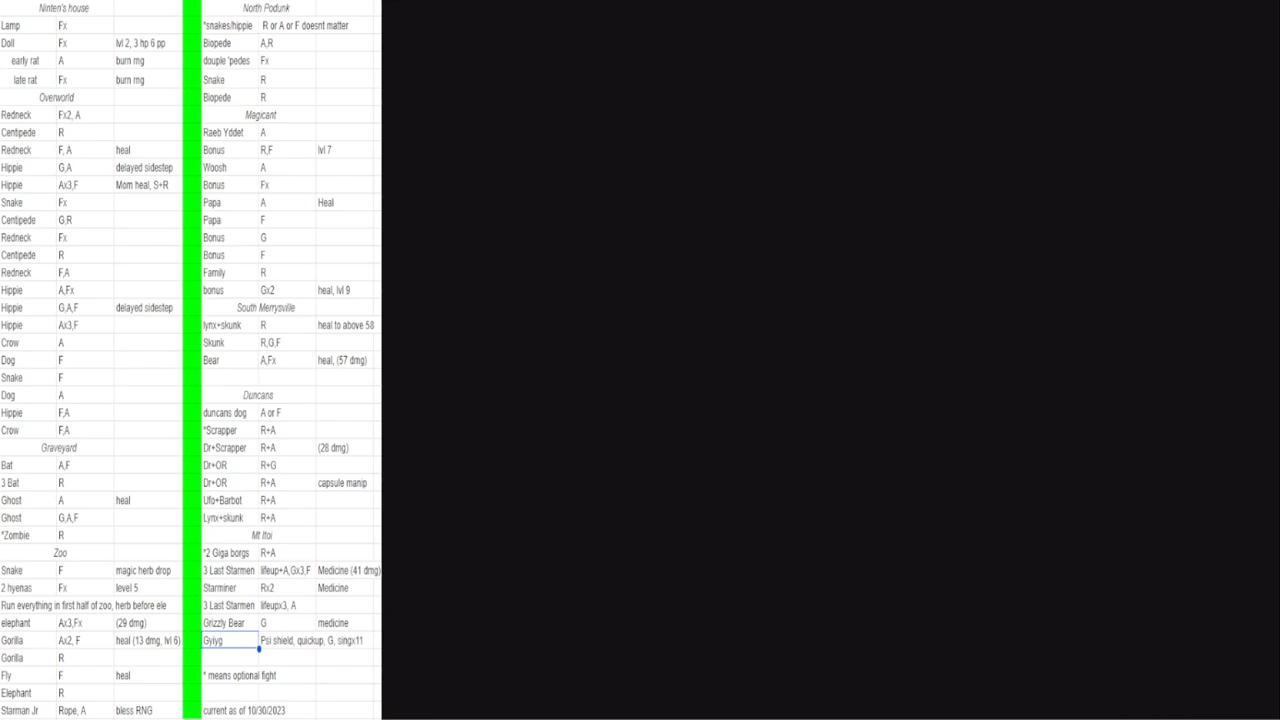 Ninten's house
Lamp Fx
Doll Fx lvl 2, 3 hp 6 pp
early rat A burn rng
late rat Fx burn rng
Overworld
Redneck Fx2, A
Centipede R
Redneck F, A heal
Hippie G,A delayed sidestep
Hippie Ax3,F Mom heal, S+R
Snake Fx
Centipede G,R
Redneck Fx
Centipede R
Redneck F,A
Hippie A,Fx
Hippie G,A,F delayed sidestep
Hippie Ax3,F
Crow A
Dog F
Snake F
Dog A
Hippie F,A
Crow F,A
Graveyard
Bat A,F
3 Bat R
Ghost A heal
Ghost G,A,F
*Zombie R
Zoo
Snake F magic herb drop
2 hyenas Fx level 5
Run everything in first half of zoo, herb before ele
elephant Ax3,Fx (29 dmg)
Gorilla Ax2, F heal (13 dmg, lvl 6)
Gorilla R
Fly F heal
Elephant R
Starman Jr Rope, A bless RNG
North Podunk
*snakes/hippie R or A or F doesnt matter
Biopede A,R
douple 'pedes Fx
Snake R
Biopede R
Magicant
Raeb Yddet A
Bonus R,F lvl 7
Woosh A
Bonus Fx
Papa A Heal
Papa F
Bonus G
Bonus F
Family R
bonus Gx2 heal, lvl 9
South Merrysville
lynx+skunk R heal to above 58
Skunk R,G,F
Bear A,Fx heal, (57 dmg)
Duncans
duncans dog A or F
*Scrapper R+A
Dr+Scrapper R+A (28 dmg)
Dr+OR R+G
Dr+OR R+A capsule manip
Ufo+Barbot R+A
Lynx+skunk R+A
Mt Itoi
*2 Giga borgs R+A
3 Last Starmen lifeup+A,Gx3,F Medicine (41 dmg)
Starminer Rx2 Medicine
3 Last Starmen lifeupx3, A
Grizzly Bear G medicine
Gyiyg Psi shield, quickup, G, singx11
* means optional fight
current as of 10/30/2023